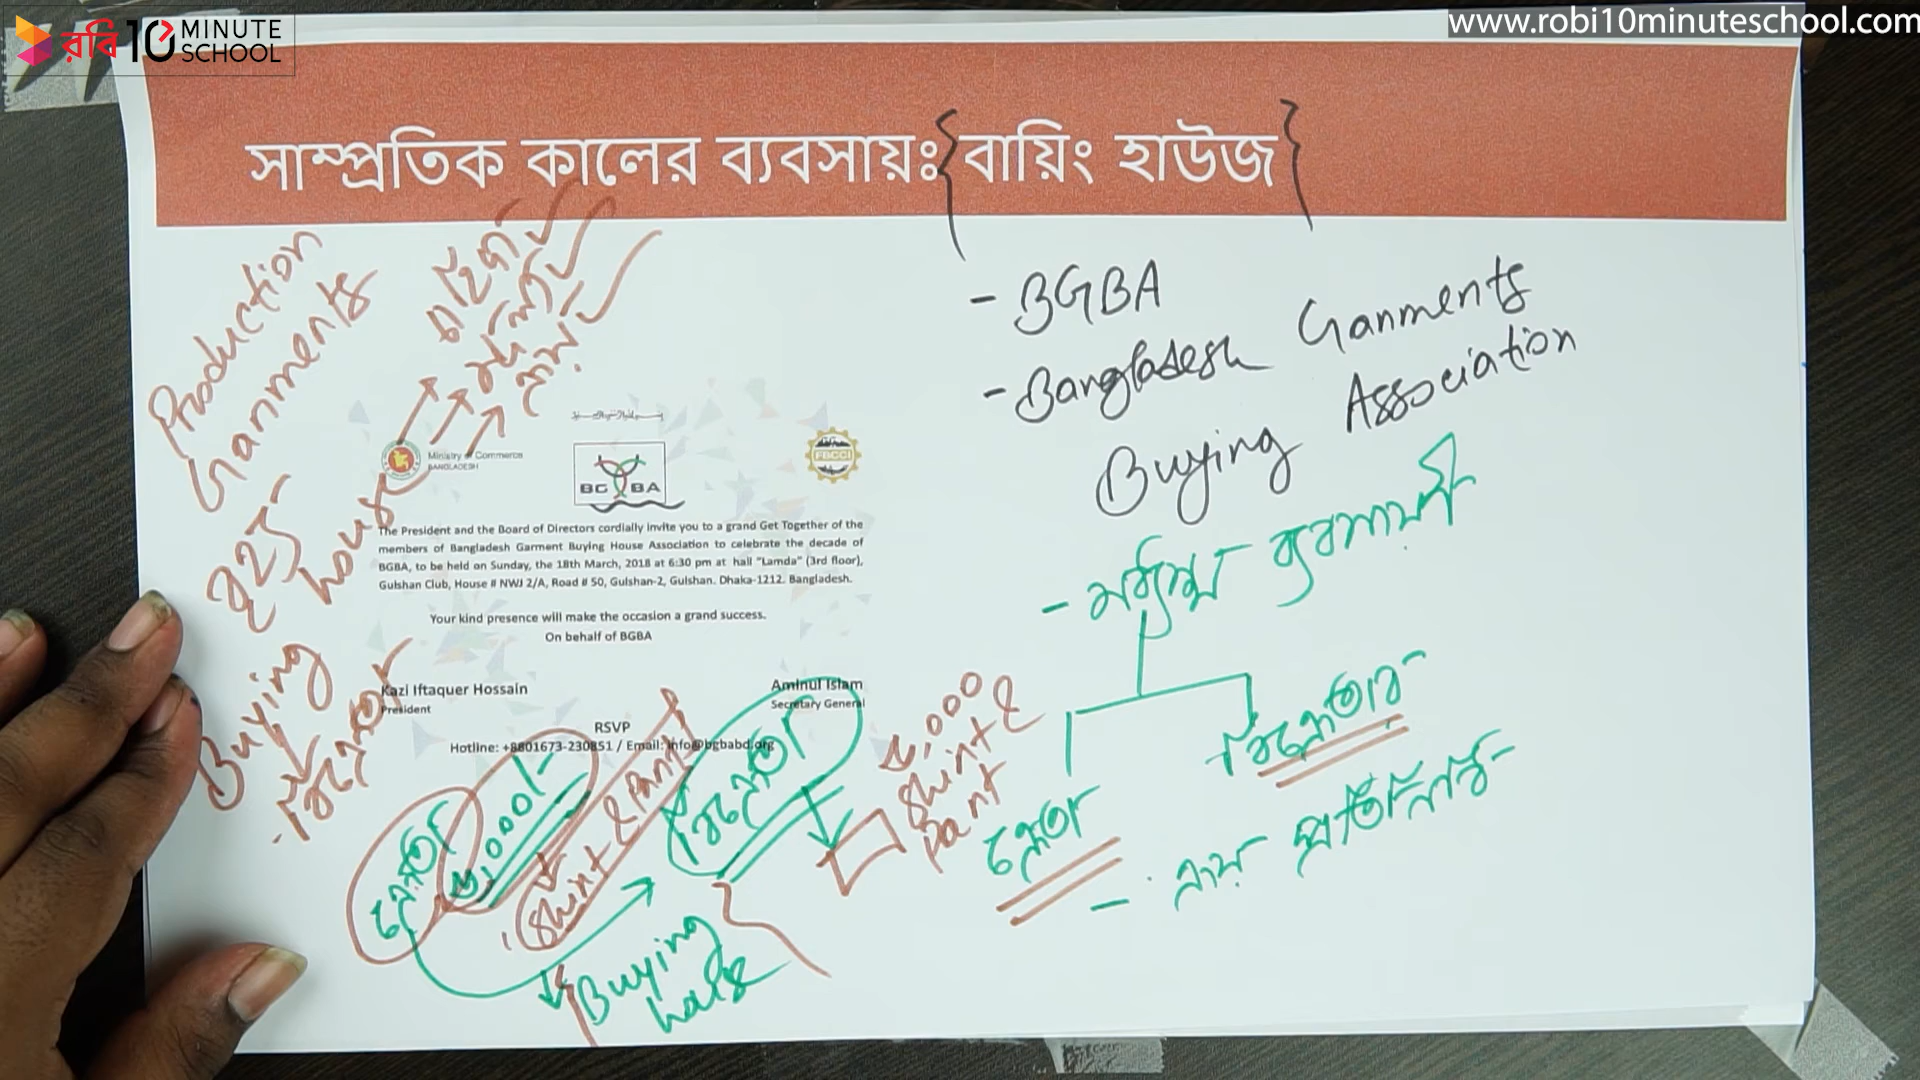 রবি 10 MINUTE SCHOOL
www.robi10minuteschool.com
সাম্প্রতিক কালের ব্যবসায়ঃ বায়িং হাউজ
- BGBA
- Bangladesh Garments
Buying Association
- মধ্যস্থ ব্যবসায়ী
ক্রেতা
বিক্রেতার
- ক্রয় প্রতিনিধি
Production
Garments
house
Buying
- বিক্রেতার
Ministry of Commerce
BANGLADESH
BGBA
FBCCI
The President and the Board of Directors cordially invite you to a grand Get Together of the
members of Bangladesh Garment Buying House Association to celebrate the decade of
BGBA, to be held on Sunday, the 18th March, 2018 at 6:30 pm at hall "Lamda" (3rd floor),
Gulshan Club, House # NWJ 2/A, Road # 50, Gulshan-2, Gulshan. Dhaka-1212. Bangladesh.
Your kind presence will make the occasion a grand success.
On behalf of BGBA
Kazi Iftaquer Hossain
President
Aminul Islam
Secretary General
RSVP
Hotline: +8801673-230851 / Email: info@bgbabd.org
ক্রেতা
Shirt & Pant
বিক্রেতা
Shirt &
Pant
Buying